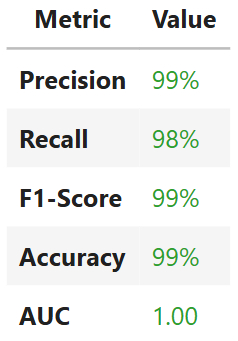 Metric Value
Precision 99%
Recall 98%
F1-Score 99%
Accuracy 99%
AUC 1.00